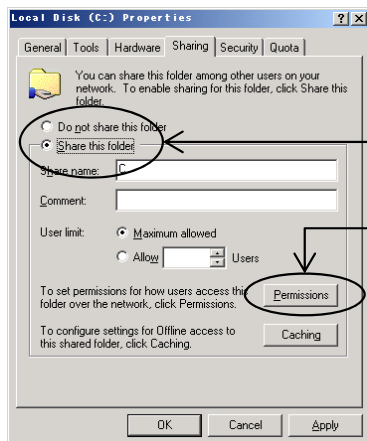 Local Disk (C:) Properties
General Tools Hardware Sharing Security Quota
You can share this folder among other users on your
network. To enable sharing for this folder, click Share this
folder.
Do not share this folder
Share this folder
Share name: C
Comment:
User limit: Maximum allowed
Allow Users
To set permissions for how users access this
folder over the network, click Permissions.
Permissions
To configure settings for Offline access to
this shared folder, click Caching.
Caching
OK Cancel Apply